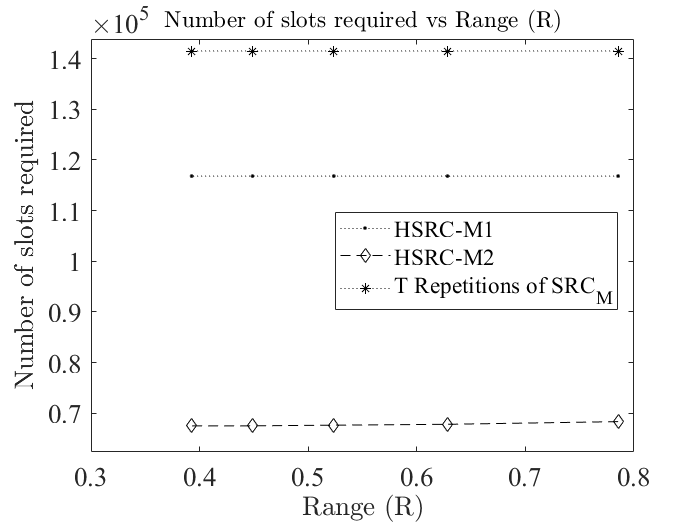 ×10^5
Number of slots required vs Range (R)
1.4
1.3
1.2
1.1
1
0.9
0.8
0.7
Number of slots required
HSRC-M1
HSRC-M2
T Repetitions of SRC_M
0.3 0.4 0.5 0.6 0.7 0.8
Range (R)